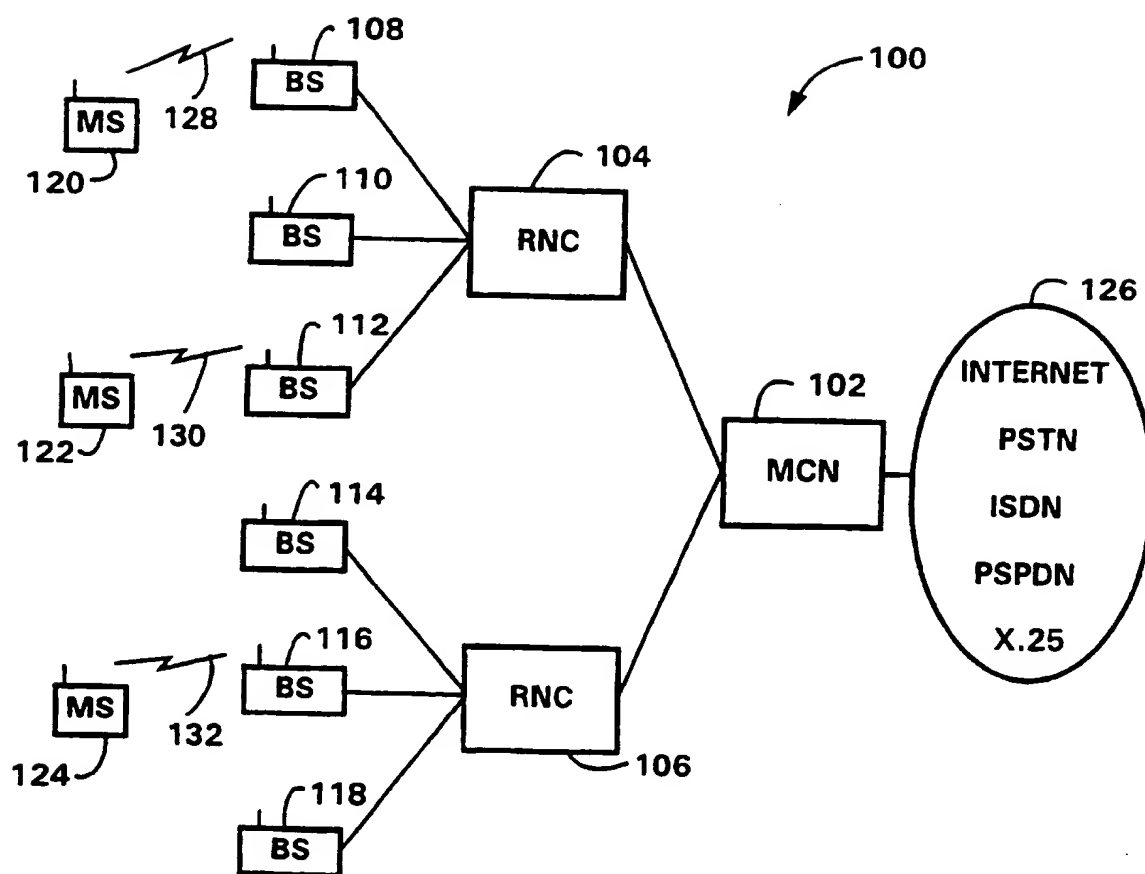 108
BS
100
MS
128
120
110
BS
104
RNC
112
BS
MS
122
130
126
INTERNET
PSTN
ISDN
PSPDN
X.25
102
MCN
114
BS
116
BS
MS
124
132
RNC
106
118
BS